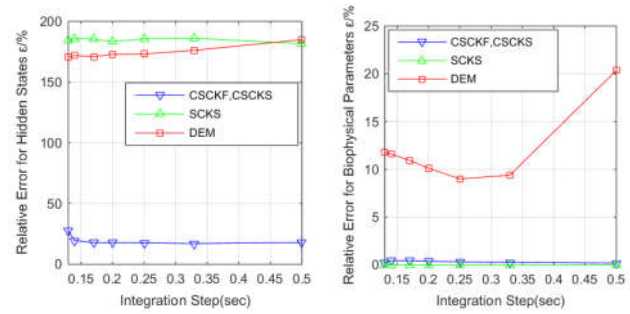 Relative Error for Hidden States ε/%
200
150
100
50
0
CSCKF,CSCKS
SCKS
DEM
0.15 0.2 0.25 0.3 0.35 0.4 0.45 0.5
Integration Step(sec)
Relative Error for Biophysical Parameters ε/%
25
20
15
10
5
0
CSCKF,CSCKS
SCKS
DEM
0.15 0.2 0.25 0.3 0.35 0.4 0.45 0.5
Integration Step(sec)